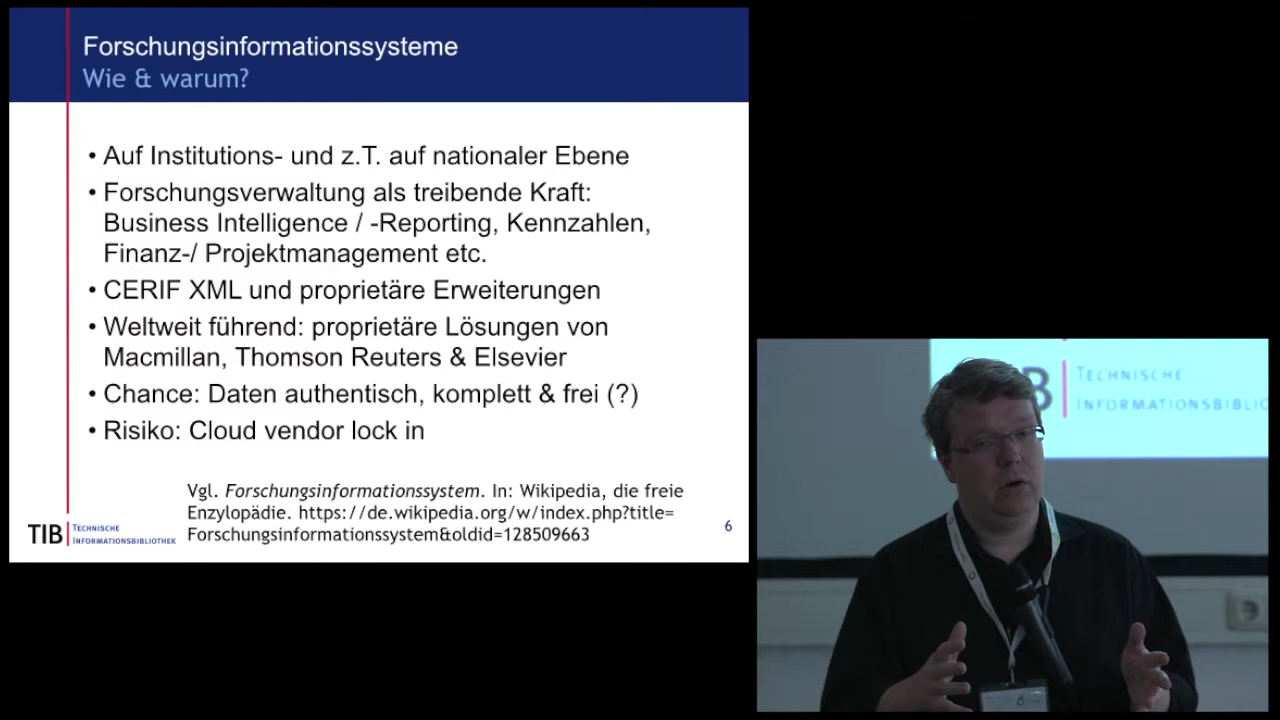 Forschungsinformationssysteme
Wie & warum?
• Auf Institutions- und z.T. auf nationaler Ebene
• Forschungsverwaltung als treibende Kraft:
Business Intelligence / -Reporting, Kennzahlen,
Finanz-/ Projektmanagement etc.
• CERIF XML und proprietäre Erweiterungen
• Weltweit führend: proprietäre Lösungen von
Macmillan, Thomson Reuters & Elsevier
• Chance: Daten authentisch, komplett & frei (?)
• Risiko: Cloud vendor lock in
Vgl. Forschungsinformationssystem. In: Wikipedia, die freie
Enzylopädie. https://de.wikipedia.org/w/index.php?title=
Forschungsinformationssystem&oldid=128509663
6
TIB TECHNISCHE
INFORMATIONSBIBLIOTHEK
B TECHNISCHE
INFORMATIONSBIBLIO